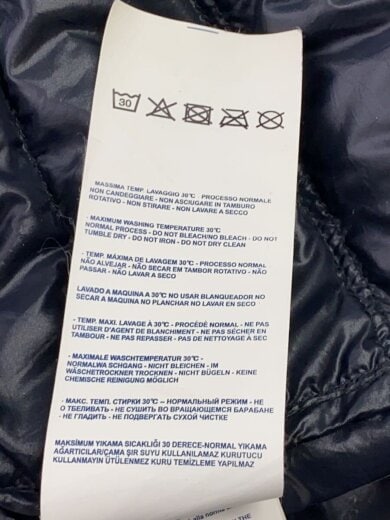 30
MASSIMA TEMP. LAVAGGIO 30°C - PROCESSO NORMALE
NON CANDEGGIARE - NON ASCIUGARE IN TAMBURO
ROTATIVO - NON STIRARE - NON LAVARE A SECCO
- MAXIMUM WASHING TEMPERATURE 30°C
NORMAL PROCESS - DO NOT BLEACH/NO BLEACH - DO NOT
TUMBLE DRY - DO NOT IRON - DO NOT DRY CLEAN
- TEMP. MÁXIMA DE LAVAGEM 30°C - PROCESSO NORMAL
NÃO ALVEJAR - NÃO SECAR EM TAMBOR ROTATIVO - NÃO
PASSAR - NÃO LAVAR A SECO
LAVADO A MAQUINA A 30°C NO USAR BLANQUEADOR NO
SECAR A MAQUINA NO PLANCHAR NO LAVAR EN SECO
- TEMP. MAXI. LAVAGE À 30°C - PROCÉDÉ NORMAL - NE PAS
UTILISER D'AGENT DE BLANCHIMENT - NE PAS SÉCHER EN
TAMBOUR - NE PAS REPASSER - PAS DE NETTOYAGE À SEC
- MAXIMALE WASCHTEMPERATUR 30°C -
NORMALWA SCHGANG - NICHT BLEICHEN - IM
WÄSCHETROCKNER TROCKNEN - NICHT BÜGELN - KEINE
CHEMISCHE REINIGUNG MÖGLICH
- МАКС. ТЕМП. СТИРКИ 30°C ~ НОРМАЛЬНЫЙ РЕЖИМ - НЕ
О ТБЕЛИВАТЬ - НЕ СУШИТЬ ВО ВРАЩАЮЩЕМСЯ БАРАБАНЕ
- НЕ ГЛАДИТЬ - НЕ ПОДВЕРГАТЬ СУХОЙ ЧИСТКЕ
MAKSİMUM YIKAMA SICAKLIĞI 30 DERECE-NORMAL YIKAMA
AĞARTICILAR/ÇAMA ŞIR SUYU KULLANILAMAZ KURUTUCU
KULLANMAYIN ÜTÜLENMEZ KURU TEMİZLEME YAPILMAZ